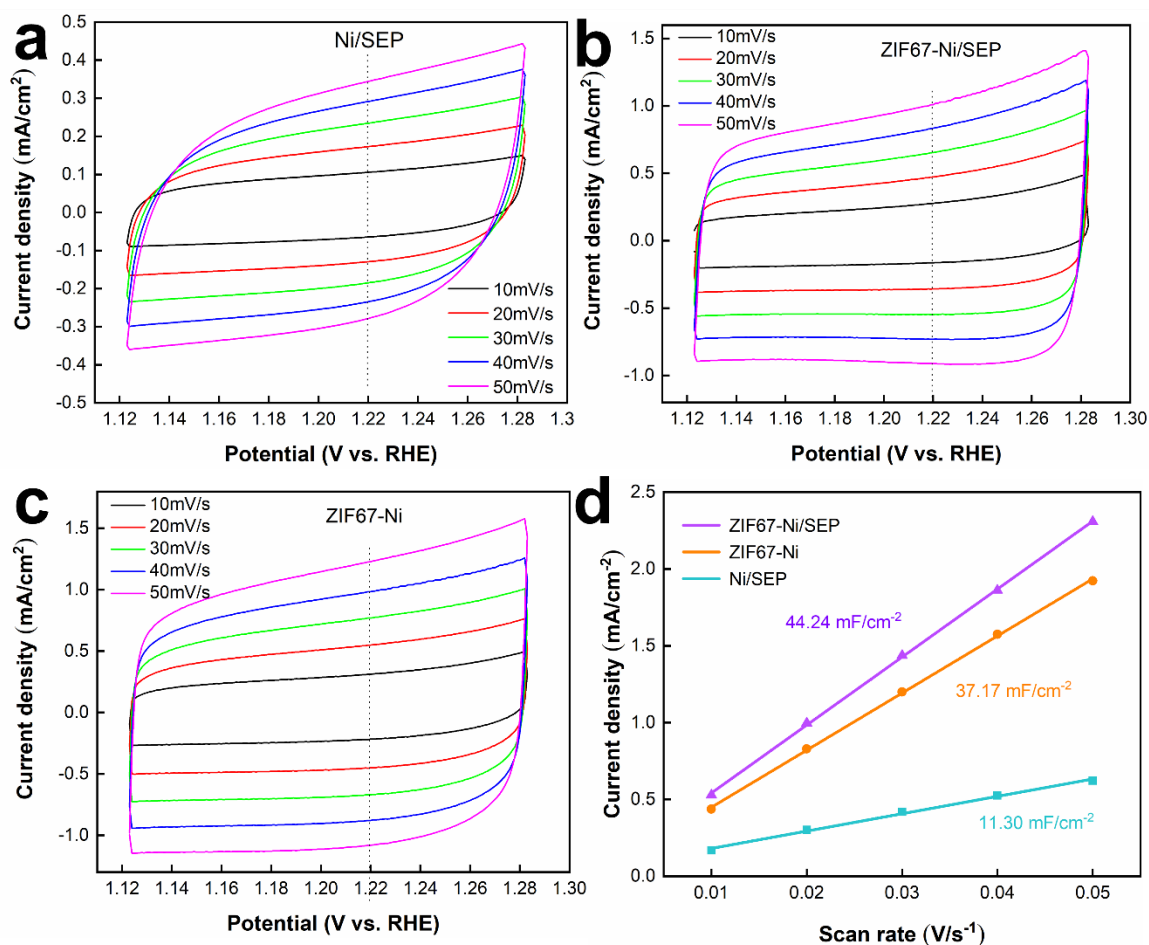 a
Ni/SEP
0.5
0.4
0.3
0.2
0.1
0.0
-0.1
-0.2
-0.3
-0.4
-0.5
Current density (mA/cm²)
10mV/s
20mV/s
30mV/s
40mV/s
50mV/s
1.12 1.14 1.16 1.18 1.20 1.22 1.24 1.26 1.28 1.3
Potential (V vs. RHE)
b
ZIF67-Ni/SEP
10mV/s
20mV/s
30mV/s
40mV/s
50mV/s
1.5
1.0
0.5
0.0
-0.5
-1.0
Current density (mA/cm²)
1.12 1.14 1.16 1.18 1.20 1.22 1.24 1.26 1.28 1.30
Potential (V vs. RHE)
c
ZIF67-Ni
10mV/s
20mV/s
30mV/s
40mV/s
50mV/s
1.5
1.0
0.5
0.0
-0.5
-1.0
Current density (mA/cm²)
1.12 1.14 1.16 1.18 1.20 1.22 1.24 1.26 1.28 1.30
Potential (V vs. RHE)
d
ZIF67-Ni/SEP
ZIF67-Ni
Ni/SEP
2.5
2.0
1.5
1.0
0.5
0.0
Current density (mA/cm⁻²)
44.24 mF/cm⁻²
37.17 mF/cm⁻²
11.30 mF/cm⁻²
0.01 0.02 0.03 0.04 0.05
Scan rate (V/s⁻¹)